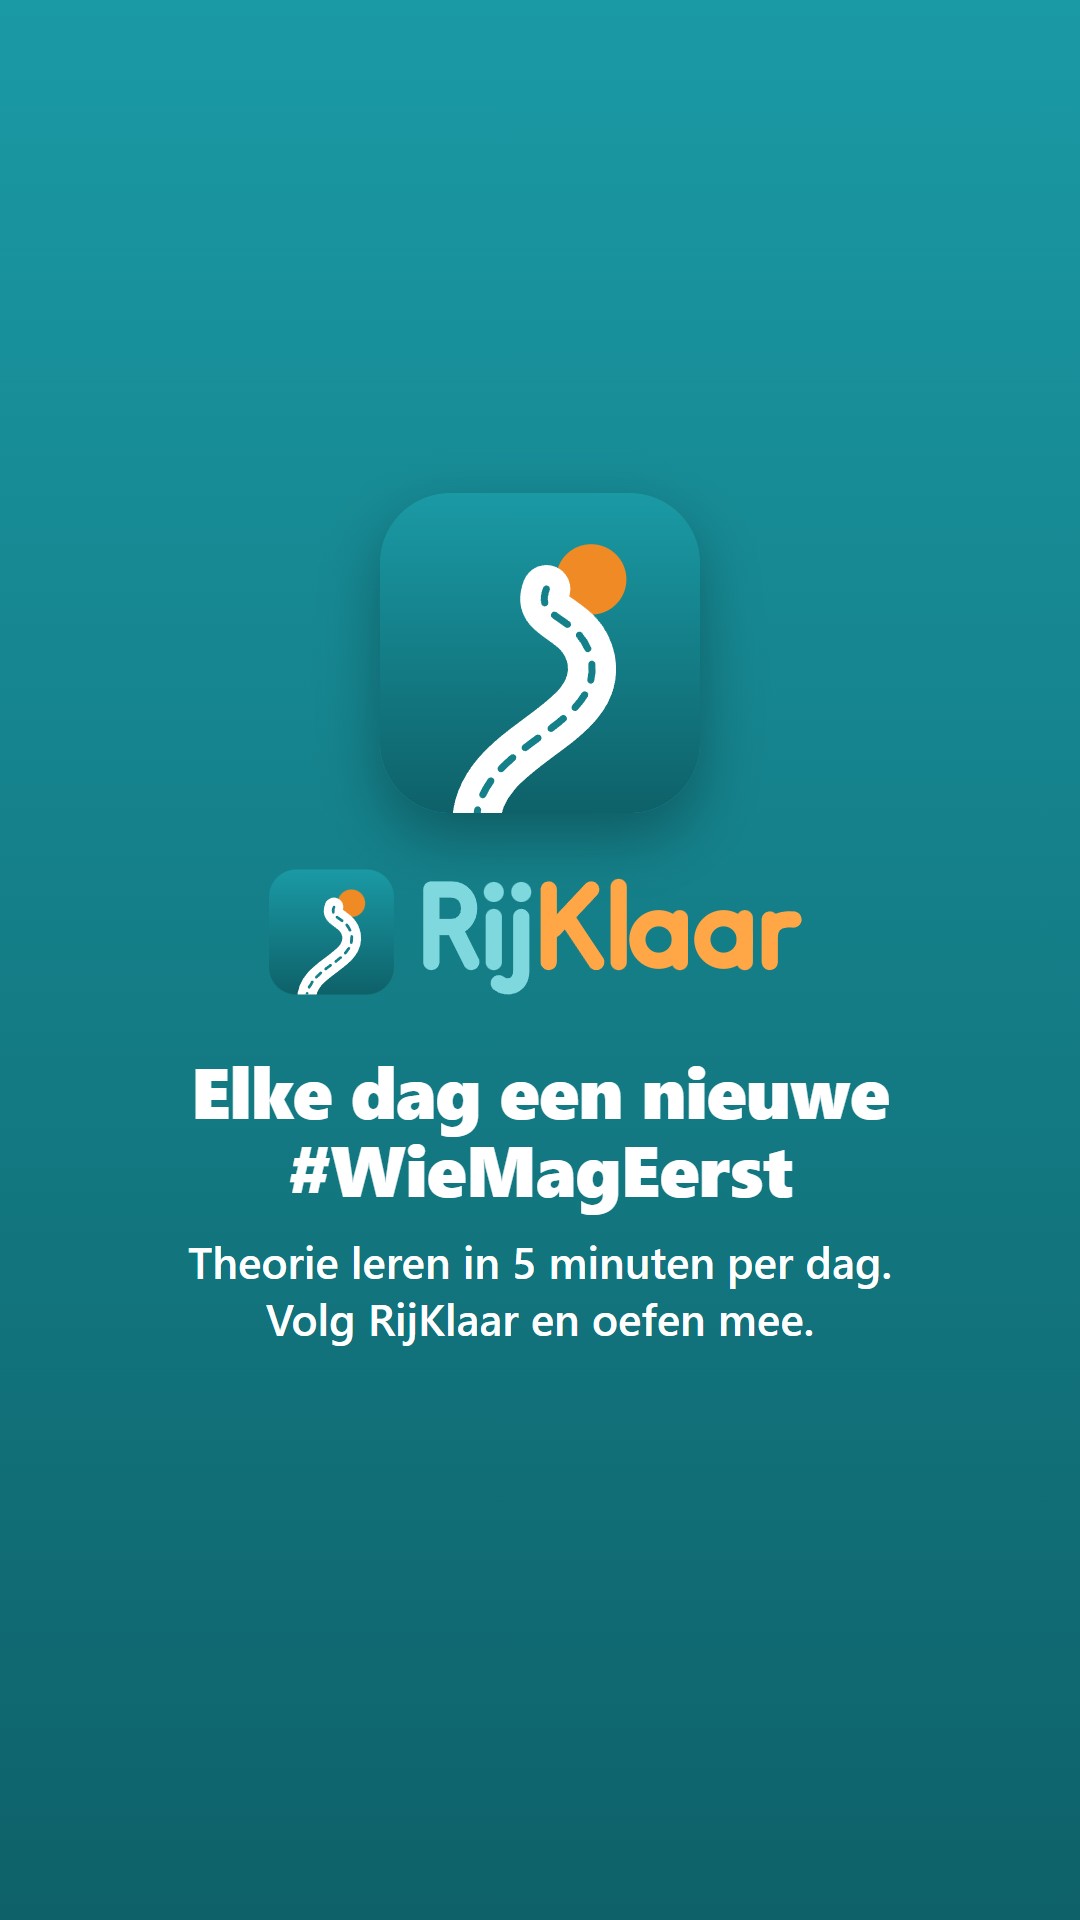 RijKlaar
Elke dag een nieuwe
#WieMagEerst
Theorie leren in 5 minuten per dag.
Volg RijKlaar en oefen mee.